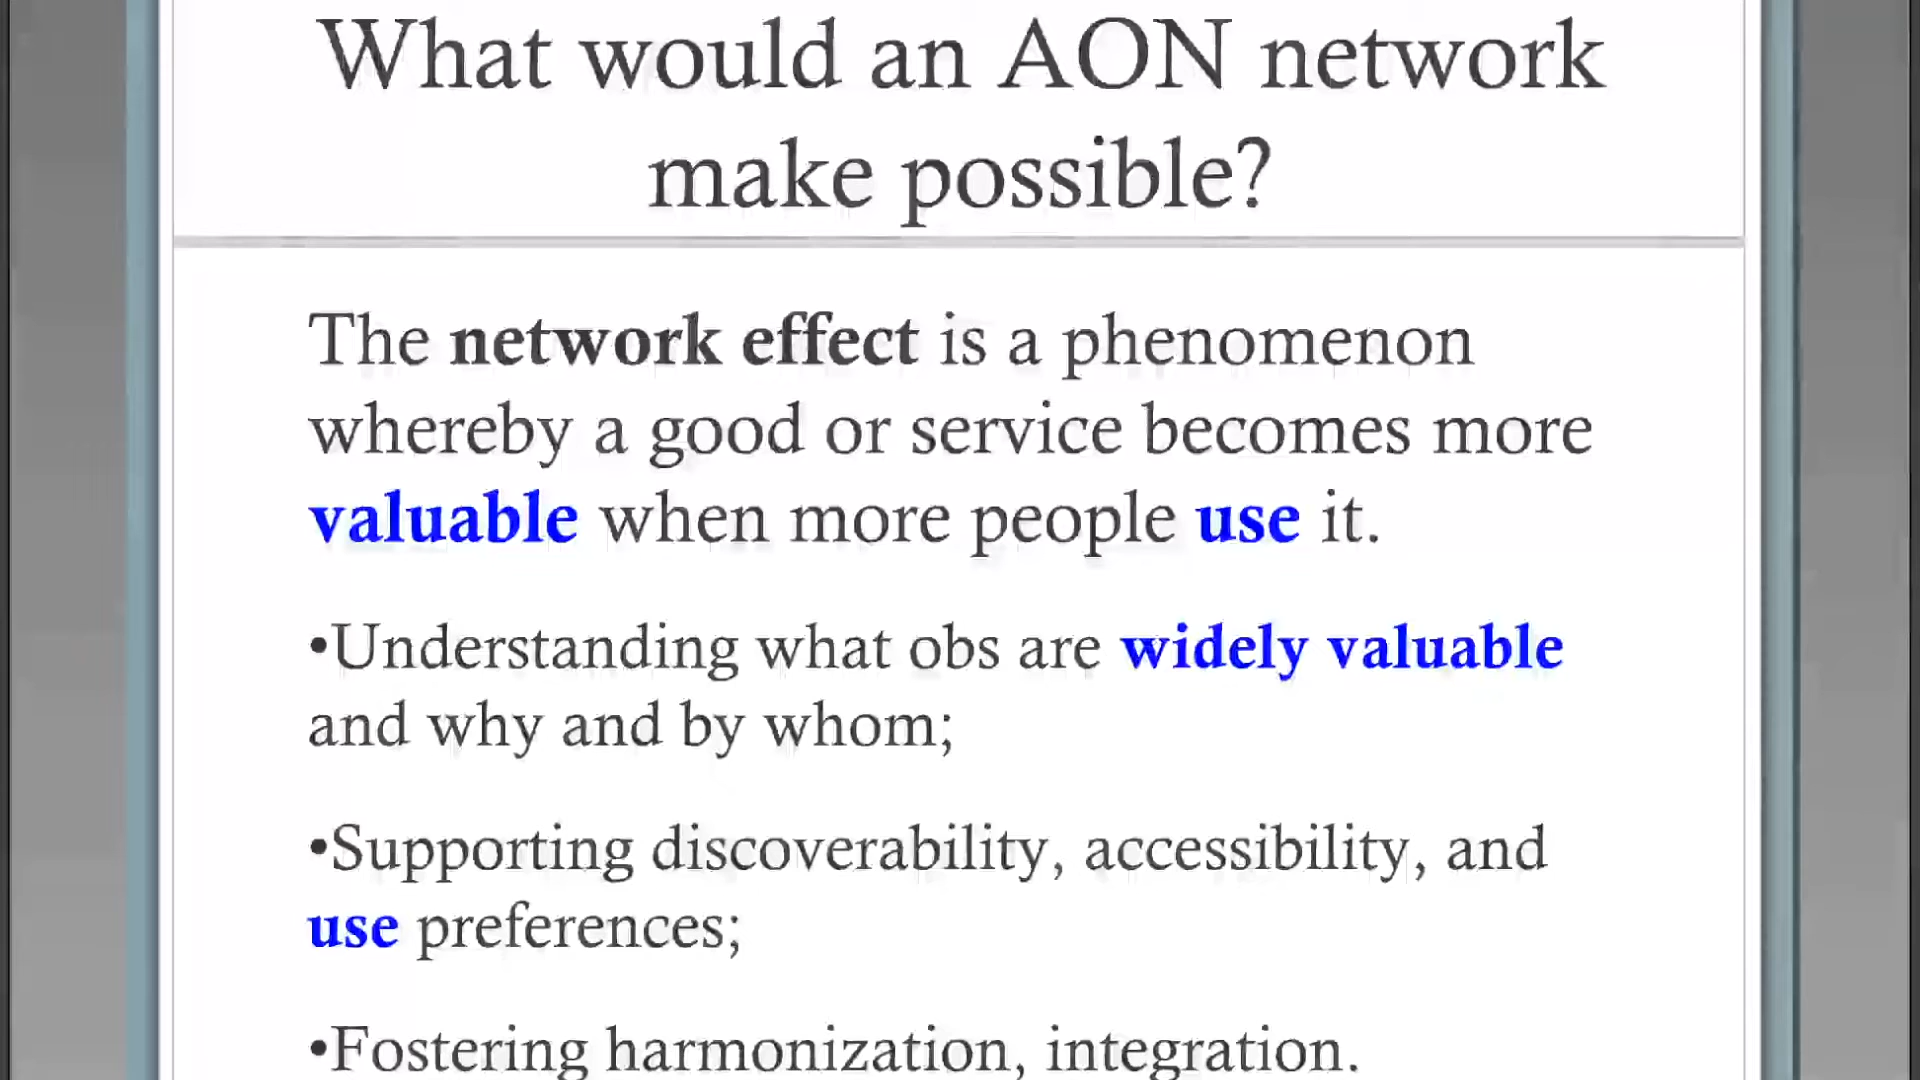 What would an AON network
make possible?
The network effect is a phenomenon
whereby a good or service becomes more
valuable when more people use it.
•Understanding what obs are widely valuable
and why and by whom;
•Supporting discoverability, accessibility, and
use preferences;
•Fostering harmonization, integration.